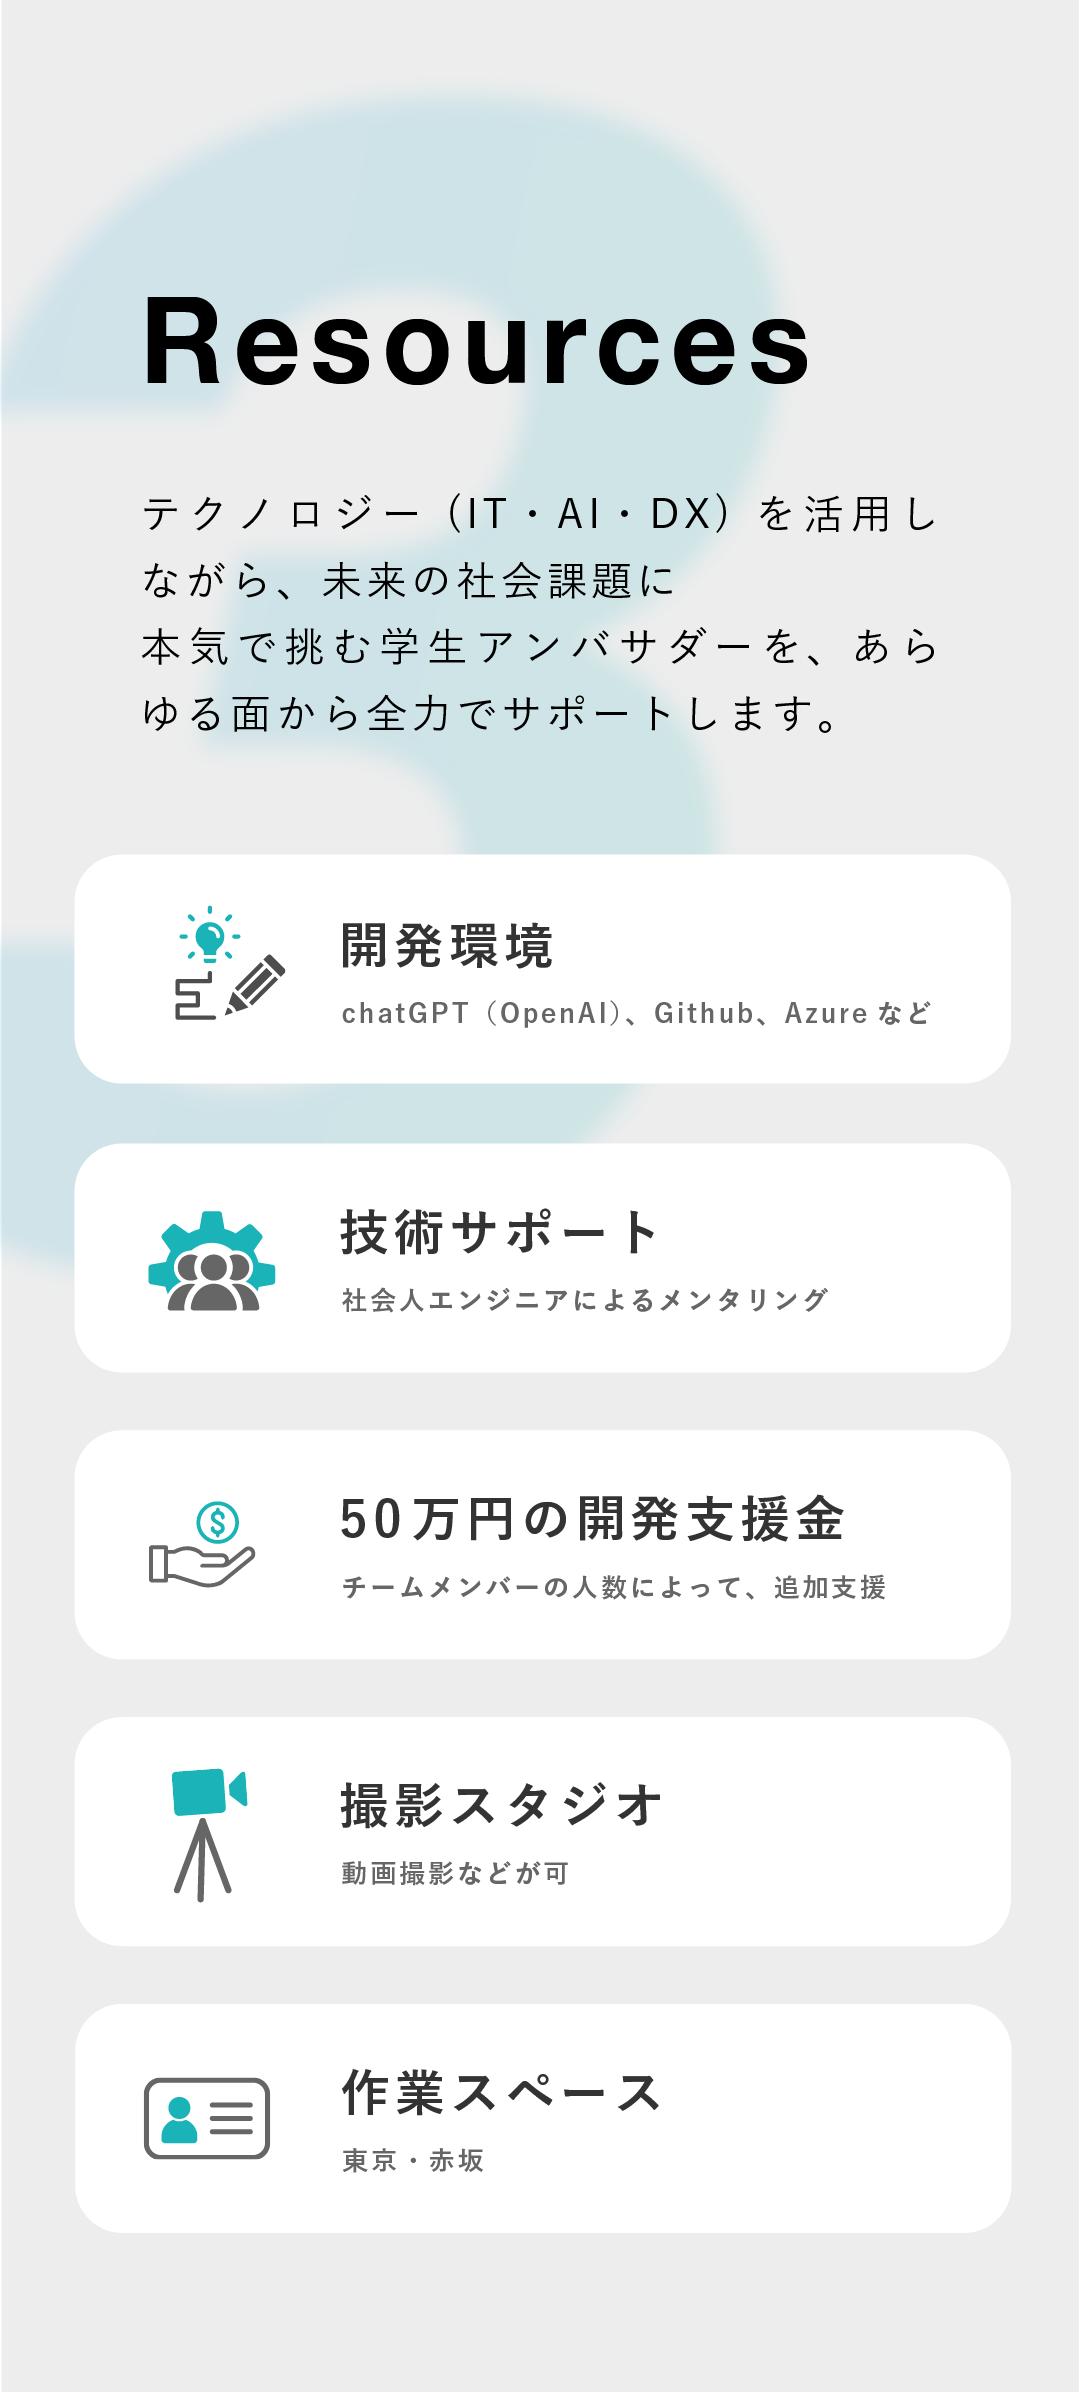 Resources
テクノロジー（IT・AI・DX）を活用し
ながら、未来の社会課題に
本気で挑む学生アンバサダーを、あら
ゆる面から全力でサポートします。
開発環境
chatGPT（OpenAI）、Github、Azure など
技術サポート
社会人エンジニアによるメンタリング
50万円の開発支援金
チームメンバーの人数によって、追加支援
撮影スタジオ
動画撮影などが可
作業スペース
東京・赤坂